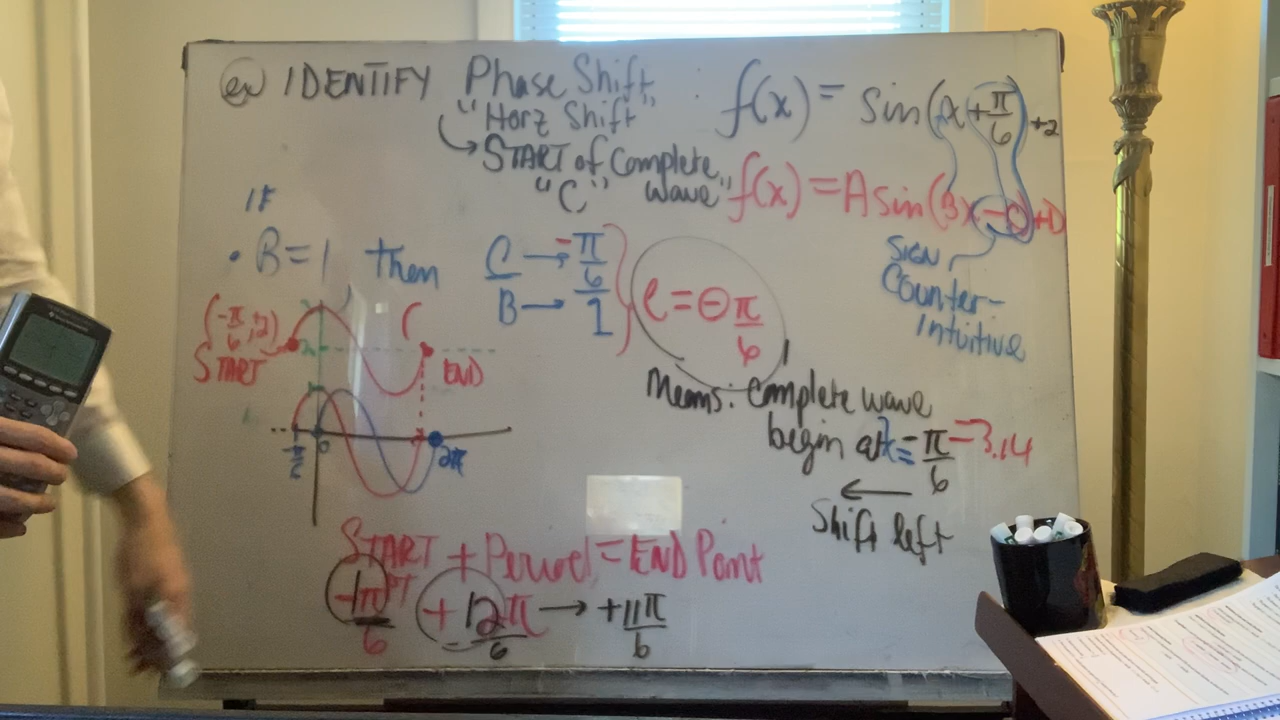 ex IDENTIFY Phase Shift
"Horz Shift"
START of Complete
"C" wave"
f(x) = Sin(x + π/6) +2
f(x) = A sin(Bx - C) + D
SIGN
Counter-
intuitive
IF
• B = 1 then
C → -π/6
B → 1
C = - π/6
(-π/6, 2)
START
END
2
0
2π
Means: Complete wave
begin at x = -π/6 = -3.14
6
←
Shift left
START + Period = END Point
PT
-1π/6 + 12π/6 → + 11π/6